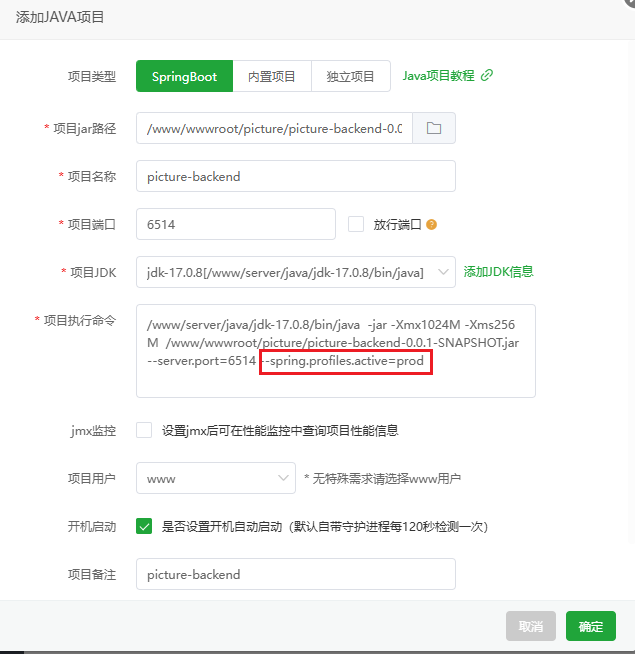 添加JAVA项目
项目类型 SpringBoot 内置项目 独立项目 Java项目教程
* 项目jar路径 /www/wwwroot/picture/picture-backend-0.0
* 项目名称 picture-backend
* 项目端口 6514 放行端口 ?
* 项目JDK jdk-17.0.8[/www/server/java/jdk-17.0.8/bin/java] 添加JDK信息
* 项目执行命令 /www/server/java/jdk-17.0.8/bin/java -jar -Xmx1024M -Xms256
M /www/wwwroot/picture/picture-backend-0.0.1-SNAPSHOT.jar
--server.port=6514 --spring.profiles.active=prod
jmx监控 设置jmx后可在性能监控中查询项目性能信息
项目用户 www * 无特殊需求请选择www用户
开机启动 是否设置开机自动启动（默认自带守护进程每120秒检测一次）
项目备注 picture-backend
取消 确定